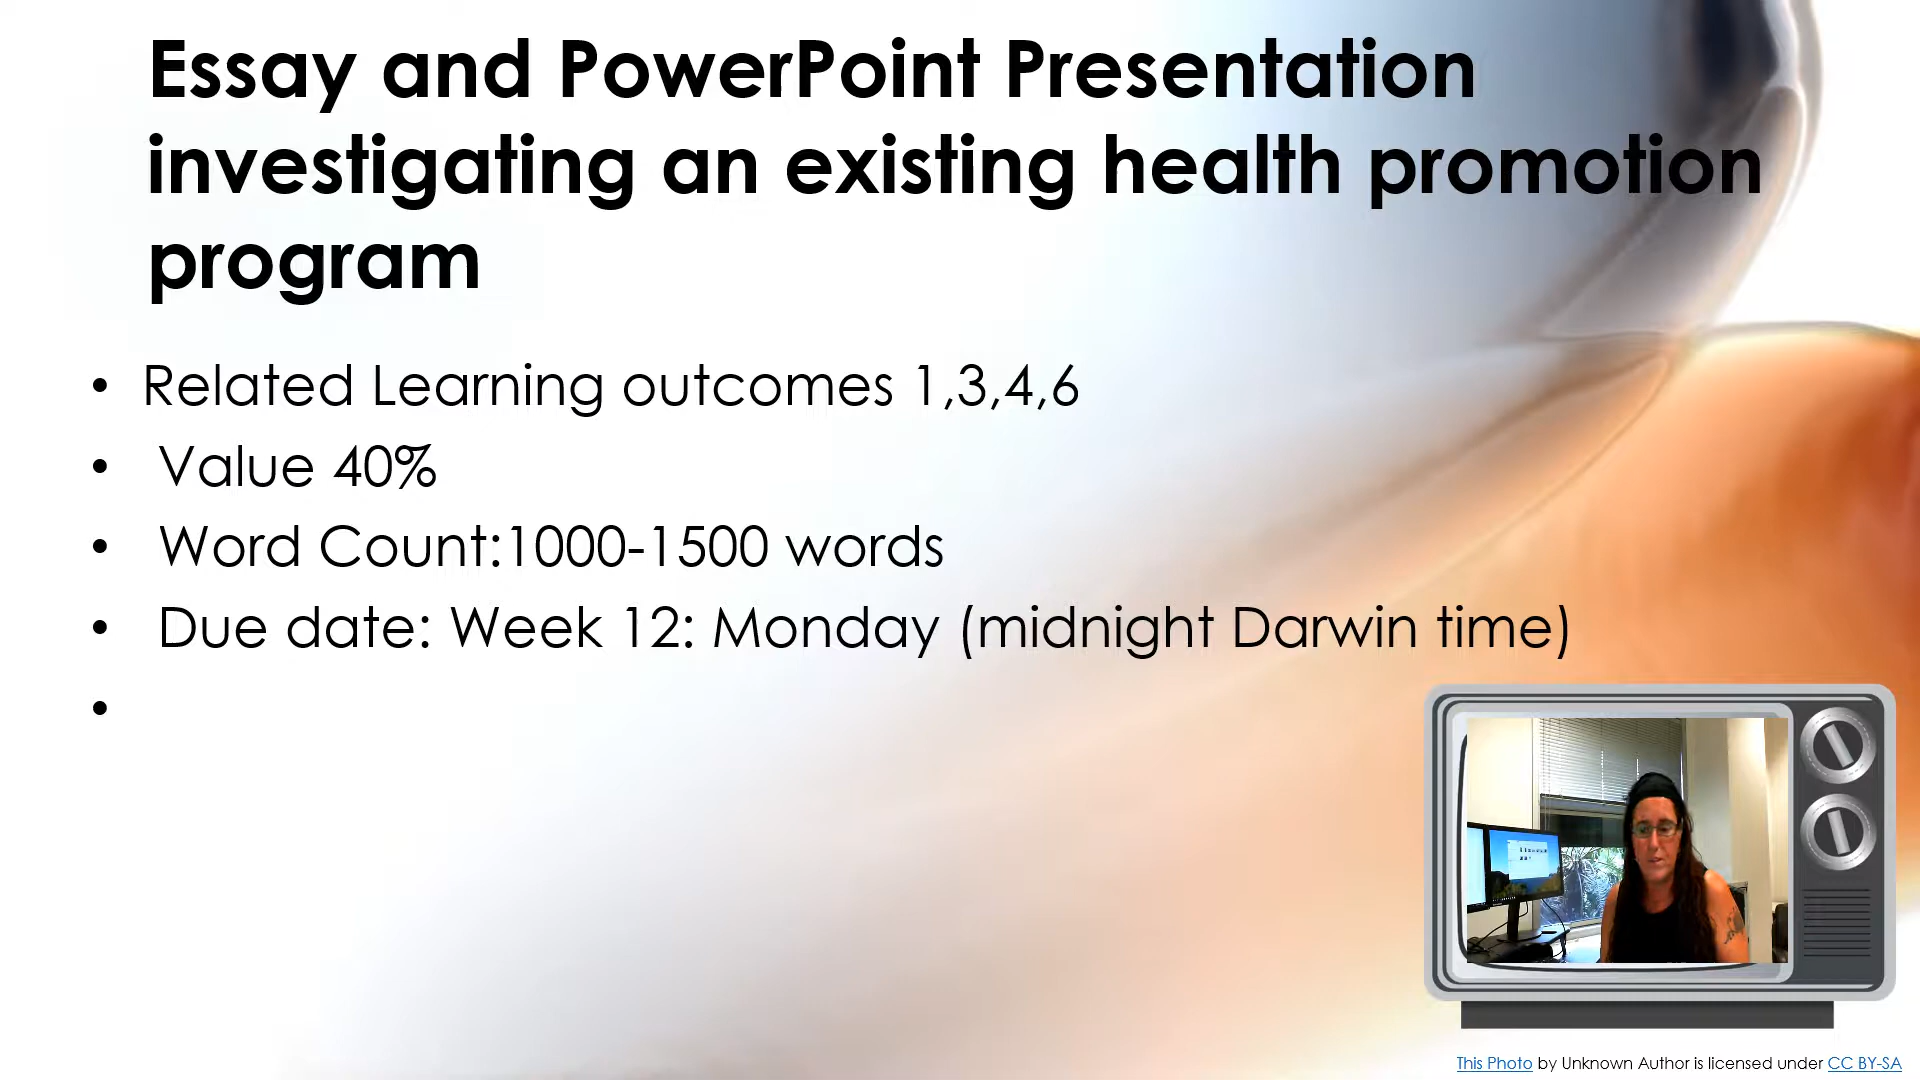 Essay and PowerPoint Presentation
investigating an existing health promotion
program
• Related Learning outcomes 1,3,4,6
• Value 40%
• Word Count:1000-1500 words
• Due date: Week 12: Monday (midnight Darwin time)
•
This Photo by Unknown Author is licensed under CC BY-SA